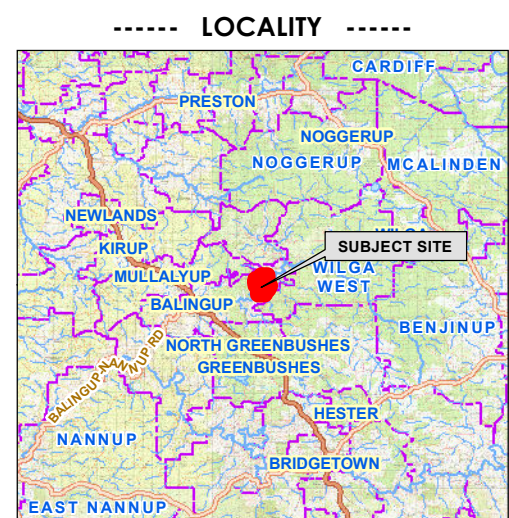 ------ LOCALITY ------
CARDIFF
PRESTON
NOGGERUP
NOGGERUP
MCALINDEN
NEWLANDS
WILGA
KIRUP
SUBJECT SITE
MULLALYUP
WILGA
WEST
BALINGUP
BENJINUP
NORTH GREENBUSHES
BALINGUP-NANNUP RD
GREENBUSHES
HESTER
NANNUP
BRIDGETOWN
EAST NANNUP